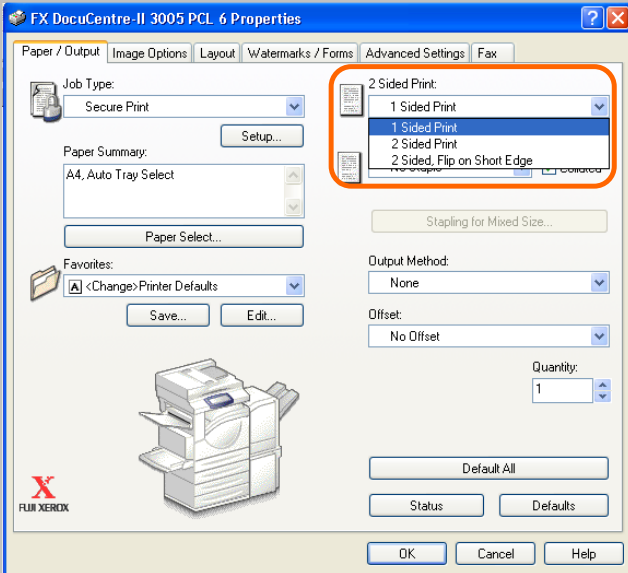 FX DocuCentre-II 3005 PCL 6 Properties
Paper / Output
Image Options
Layout
Watermarks / Forms
Advanced Settings
Fax
Job Type:
Secure Print
Setup...
Paper Summary:
A4, Auto Tray Select
Paper Select...
Favorites:
A <Change>Printer Defaults
Save...
Edit...
FUJI XEROX
2 Sided Print:
1 Sided Print
1 Sided Print
2 Sided Print
2 Sided, Flip on Short Edge
No Staple
Collated
Stapling for Mixed Size...
Output Method:
None
Offset:
No Offset
Quantity:
1
Default All
Status
Defaults
OK
Cancel
Help